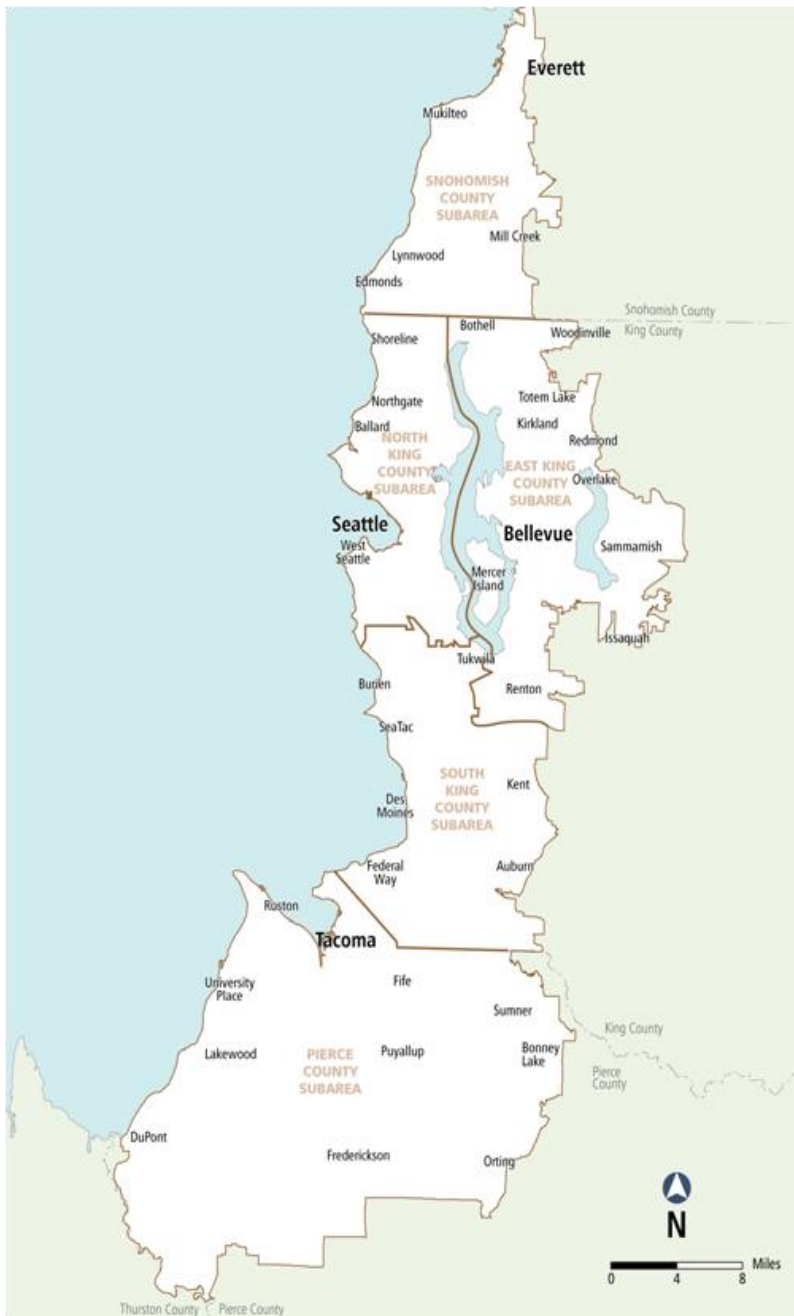 Everett
Mukilteo
SNOHOMISH
COUNTY
SUBAREA
Mill Creek
Lynnwood
Edmonds
Snohomish County
King County
Bothell
Woodinville
Shoreline
Northgate
Ballard
Totem Lake
Kirkland
Redmond
NORTH
KING
COUNTY
SUBAREA
EAST KING
COUNTY
SUBAREA
Overlake
Seattle
Bellevue
West
Seattle
Sammamish
Mercer
Island
Issaquah
Tukwila
Burien
Renton
SeaTac
SOUTH
KING
COUNTY
SUBAREA
Kent
Des
Moines
Federal
Way
Auburn
Ruston
Tacoma
University
Place
Fife
Sumner
King County
Pierce
County
Lakewood
PIERCE
COUNTY
SUBAREA
Puyallup
Bonney
Lake
DuPont
Frederickson
Orting
N
Miles
0 4 8
Thurston County
Pierce County